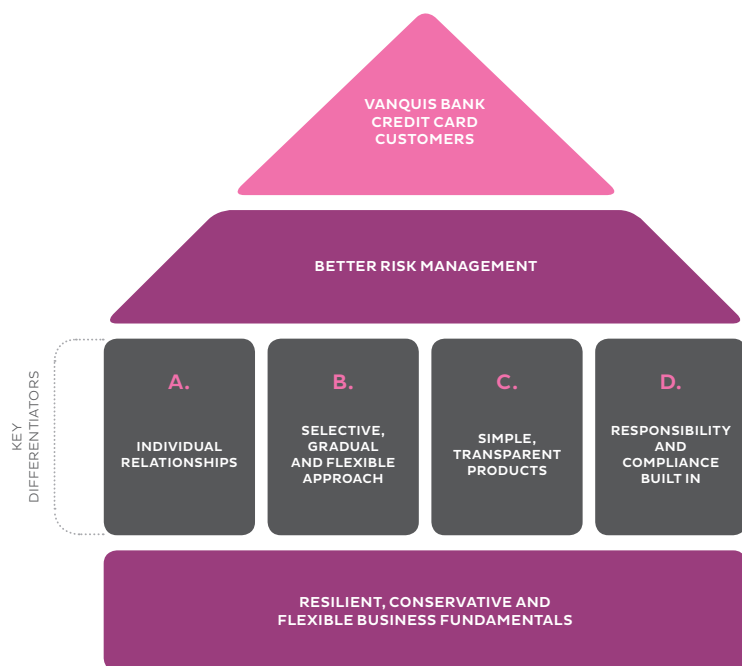 VANQUIS BANK
CREDIT CARD
CUSTOMERS
BETTER RISK MANAGEMENT
KEY
DIFFERENTIATORS
A.
INDIVIDUAL
RELATIONSHIPS
B.
SELECTIVE,
GRADUAL
AND FLEXIBLE
APPROACH
C.
SIMPLE,
TRANSPARENT
PRODUCTS
D.
RESPONSIBILITY
AND
COMPLIANCE
BUILT IN
RESILIENT, CONSERVATIVE AND
FLEXIBLE BUSINESS FUNDAMENTALS